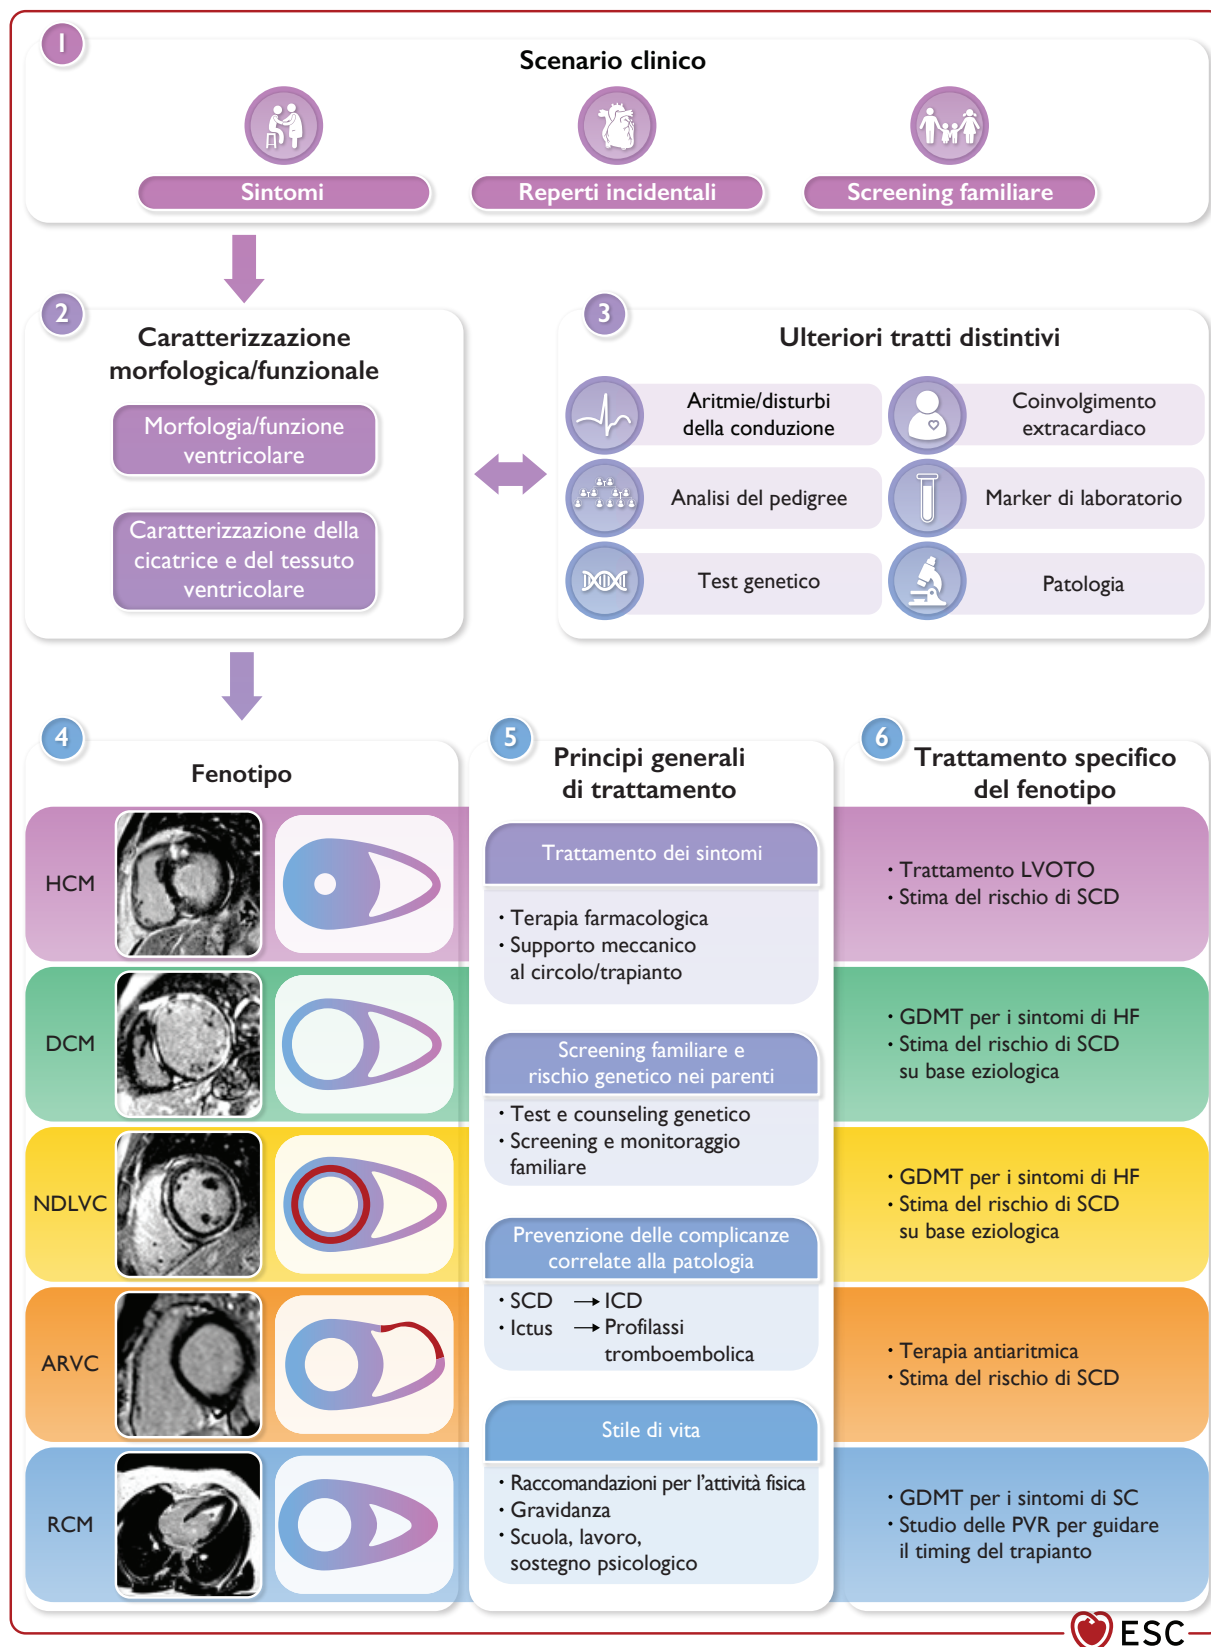 1
Scenario clinico
Sintomi
Reperti incidentali
Screening familiare
2
Caratterizzazione
morfologica/funzionale
Morfologia/funzione
ventricolare
Caratterizzazione della
cicatrice e del tessuto
ventricolare
3
Ulteriori tratti distintivi
Aritmie/disturbi
della conduzione
Coinvolgimento
extracardiaco
Analisi del pedigree
Marker di laboratorio
Test genetico
Patologia
4
Fenotipo
HCM
DCM
NDLVC
ARVC
RCM
5
Principi generali
di trattamento
Trattamento dei sintomi
· Terapia farmacologica
· Supporto meccanico
al circolo/trapianto
Screening familiare e
rischio genetico nei parenti
· Test e counseling genetico
· Screening e monitoraggio
familiare
Prevenzione delle complicanze
correlate alla patologia
· SCD → ICD
· Ictus → Profilassi
tromboembolica
Stile di vita
· Raccomandazioni per l'attività fisica
· Gravidanza
· Scuola, lavoro,
sostegno psicologico
6
Trattamento specifico
del fenotipo
· Trattamento LVOTO
· Stima del rischio di SCD
· GDMT per i sintomi di HF
· Stima del rischio di SCD
su base eziologica
· GDMT per i sintomi di HF
· Stima del rischio di SCD
su base eziologica
· Terapia antiaritmica
· Stima del rischio di SCD
· GDMT per i sintomi di SC
· Studio delle PVR per guidare
il timing del trapianto
ESC